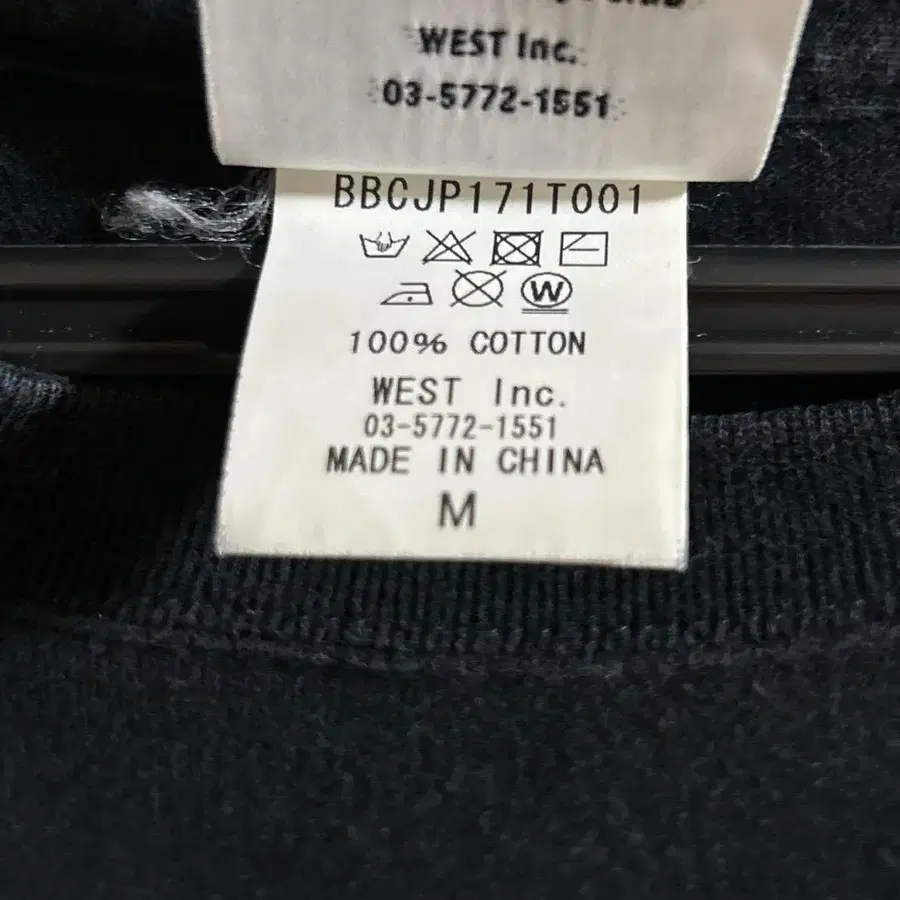 WEST Inc.
03-5772-1551
BBCJP171T001
W
100% COTTON
WEST Inc.
03-5772-1551
MADE IN CHINA
M